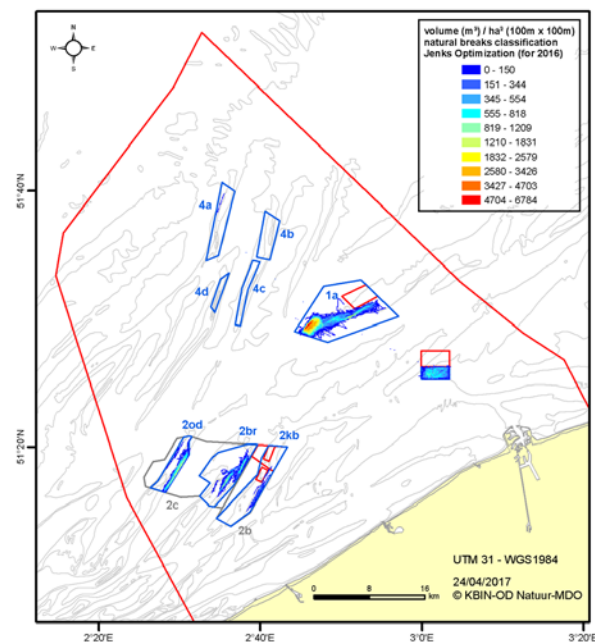 N
W E
S
volume (m³) / ha³ (100m x 100m)
natural breaks classification
Jenks Optimization (for 2016)
0 - 150
151 - 344
345 - 554
555 - 818
819 - 1209
1210 - 1831
1832 - 2579
2580 - 3426
3427 - 4703
4704 - 6784
51°40'
4a
4b
4d
4c
1a
51°20'
2od
2br
2kb
2c
2b
UTM 31 - WGS1984
24/04/2017
0 8 16
km
© KBIN-OD Natuur-MDO
2°20'E
2°40'E
3°0'E
3°20'E